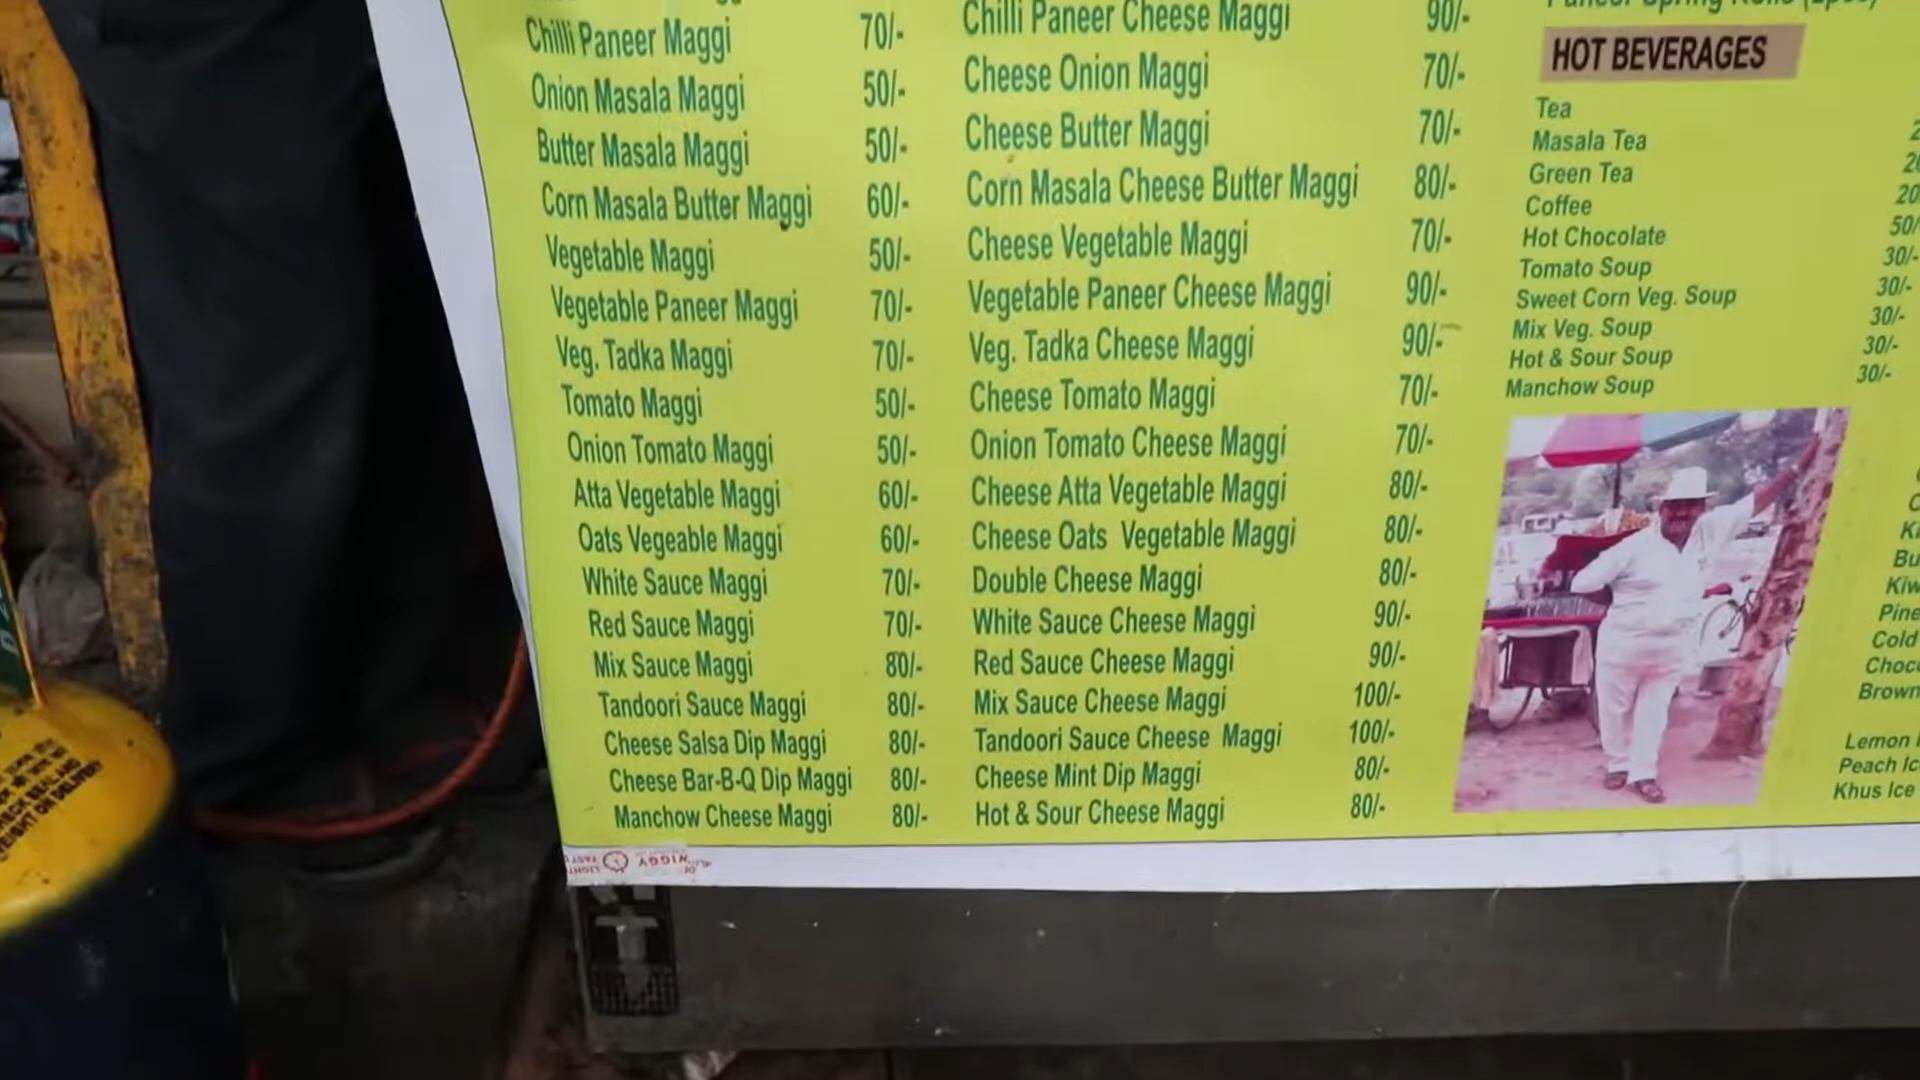 Chilli Paneer Maggi 70/-
Onion Masala Maggi 50/-
Butter Masala Maggi 50/-
Corn Masala Butter Maggi 60/-
Vegetable Maggi 50/-
Vegetable Paneer Maggi 70/-
Veg. Tadka Maggi 70/-
Tomato Maggi 50/-
Onion Tomato Maggi 50/-
Atta Vegetable Maggi 60/-
Oats Vegeable Maggi 60/-
White Sauce Maggi 70/-
Red Sauce Maggi 70/-
Mix Sauce Maggi 80/-
Tandoori Sauce Maggi 80/-
Cheese Salsa Dip Maggi 80/-
Cheese Bar-B-Q Dip Maggi 80/-
Manchow Cheese Maggi 80/-
Chilli Paneer Cheese Maggi 90/-
Cheese Onion Maggi 70/-
Cheese Butter Maggi 70/-
Corn Masala Cheese Butter Maggi 80/-
Cheese Vegetable Maggi 70/-
Vegetable Paneer Cheese Maggi 90/-
Veg. Tadka Cheese Maggi 90/-
Cheese Tomato Maggi 70/-
Onion Tomato Cheese Maggi 70/-
Cheese Atta Vegetable Maggi 80/-
Cheese Oats Vegetable Maggi 80/-
Double Cheese Maggi 80/-
White Sauce Cheese Maggi 90/-
Red Sauce Cheese Maggi 90/-
Mix Sauce Cheese Maggi 100/-
Tandoori Sauce Cheese Maggi 100/-
Cheese Mint Dip Maggi 80/-
Hot & Sour Cheese Maggi 80/-
HOT BEVERAGES
Tea
Masala Tea
Green Tea 20
Coffee 20
Hot Chocolate 50/
Tomato Soup 30/-
Sweet Corn Veg. Soup 30/-
Mix Veg. Soup 30/-
Hot & Sour Soup 30/-
Manchow Soup 30/-
Cold
Brown
Lemon
Peach
Khus Ice